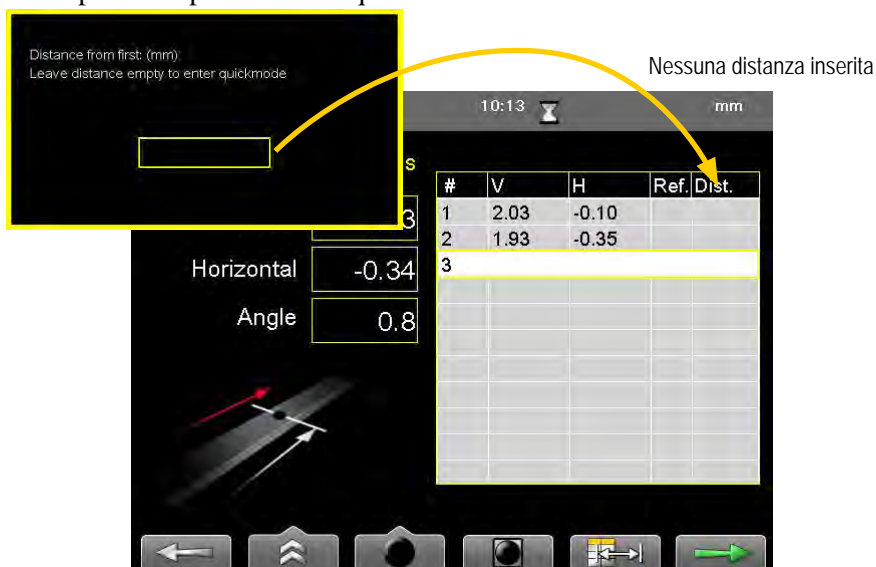 Distance from first: (mm):
Leave distance empty to enter quickmode
Nessuna distanza inserita
10:13 mm
s
# V H Ref. Dist.
3
1 2.03 -0.10
2 1.93 -0.35
Horizontal -0.34
3
Angle 0.8